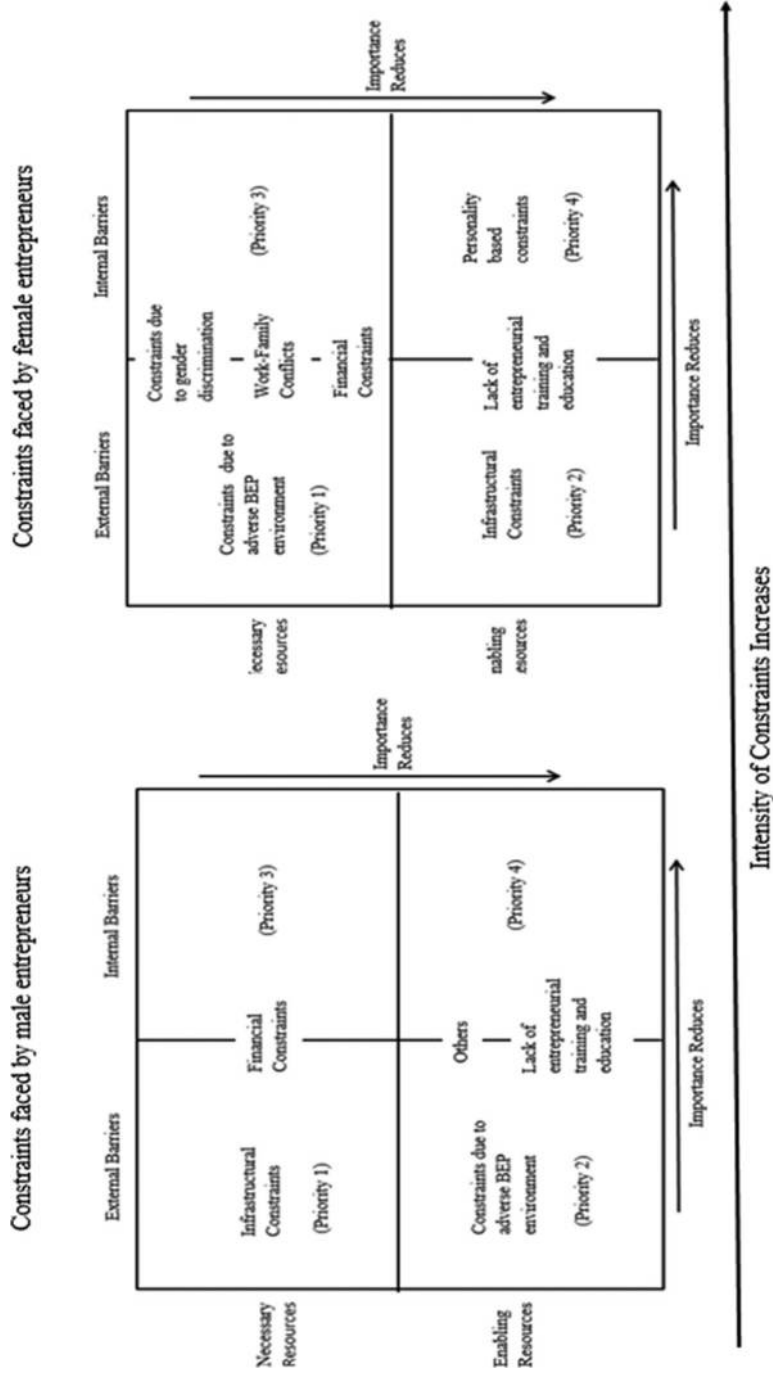 Constraints faced by male entrepreneurs
External Barriers
Internal Barriers
Necessary
Resources
Infrastructural
Constraints
(Priority 1)
Financial
Constraints
(Priority 3)
Enabling
Resources
Constraints due to
adverse BEP
environment
(Priority 2)
Others
Lack of
entrepreneurial
training and
education
(Priority 4)
Importance
Reduces
Importance Reduces
Constraints faced by female entrepreneurs
External Barriers
Internal Barriers
ecessary
esources
Constraints due to
adverse BEP
environment
(Priority 1)
Constraints due
to gender
discrimination
Work-Family
Conflicts
Financial
Constraints
(Priority 3)
nabling
esources
Infrastructural
Constraints
(Priority 2)
Lack of
entrepreneurial
training and
education
Personality
based
constraints
(Priority 4)
Importance
Reduces
Importance Reduces
Intensity of Constraints Increases